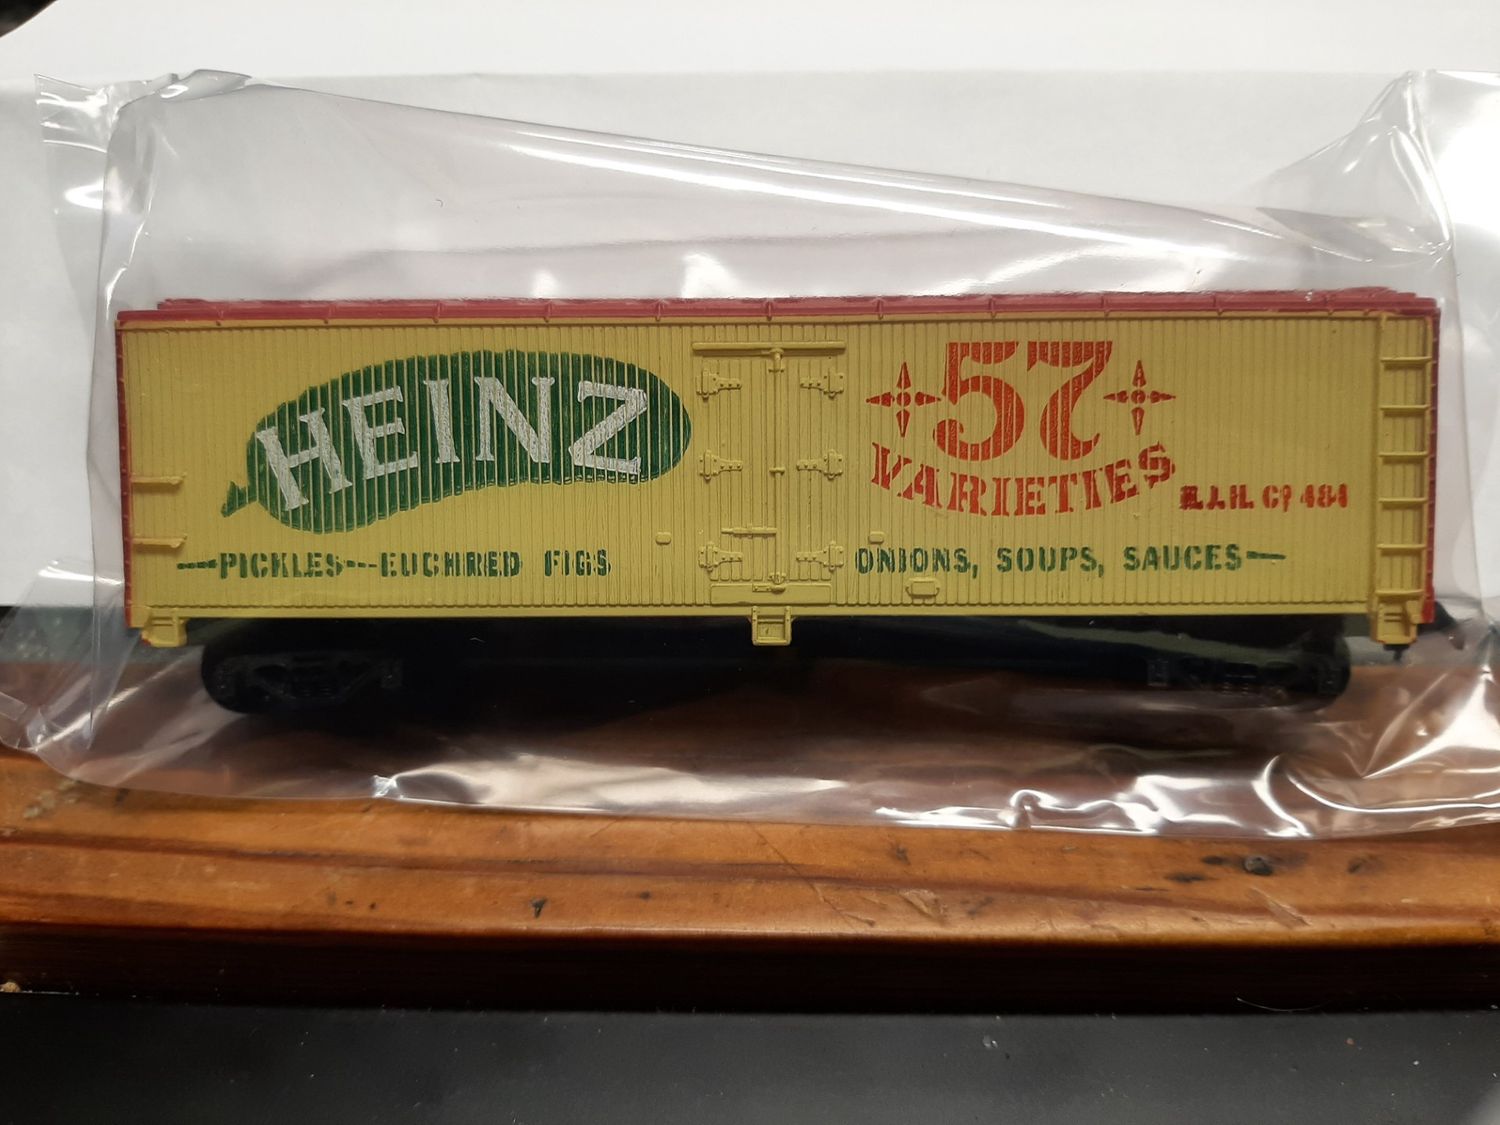 HEINZ
57
VARIETIES
H.J.H. Co 484
—PICKLES---EUCHRED FIGS
ONIONS, SOUPS, SAUCES—